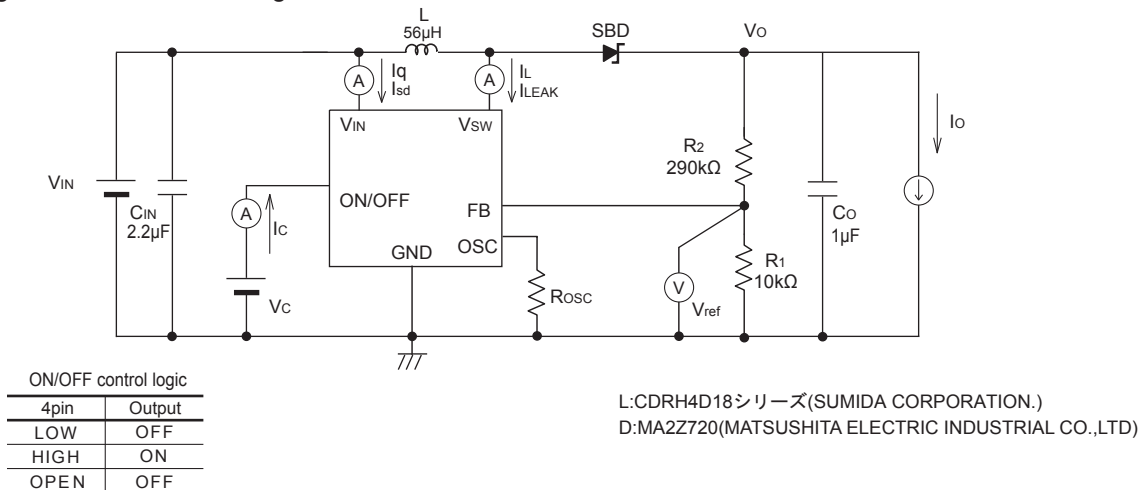 L
56µH
SBD
VO
A
Iq
Isd
A
IL
ILEAK
VIN
VSW
IO
R2
290kΩ
VIN
CIN
2.2µF
A
IC
ON/OFF
FB
OSC
GND
CO
1µF
R1
10kΩ
VC
ROSC
V
Vref
ON/OFF control logic
4pin Output
LOW OFF
HIGH ON
OPEN OFF
L:CDRH4D18シリーズ(SUMIDA CORPORATION.)
D:MA2Z720(MATSUSHITA ELECTRIC INDUSTRIAL CO.,LTD)